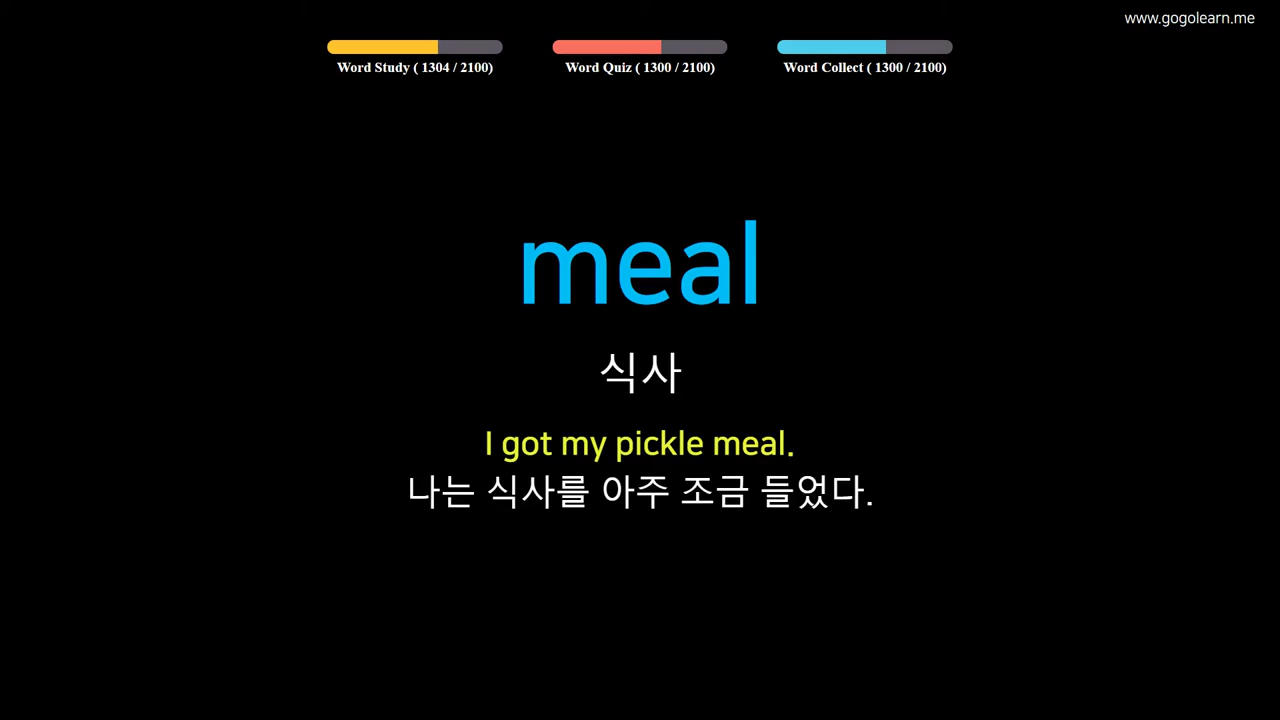 www.gogolearn.me
Word Study ( 1304 / 2100)
Word Quiz ( 1300 / 2100)
Word Collect ( 1300 / 2100)
meal
식사
I got my pickle meal.
나는 식사를 아주 조금 들었다.